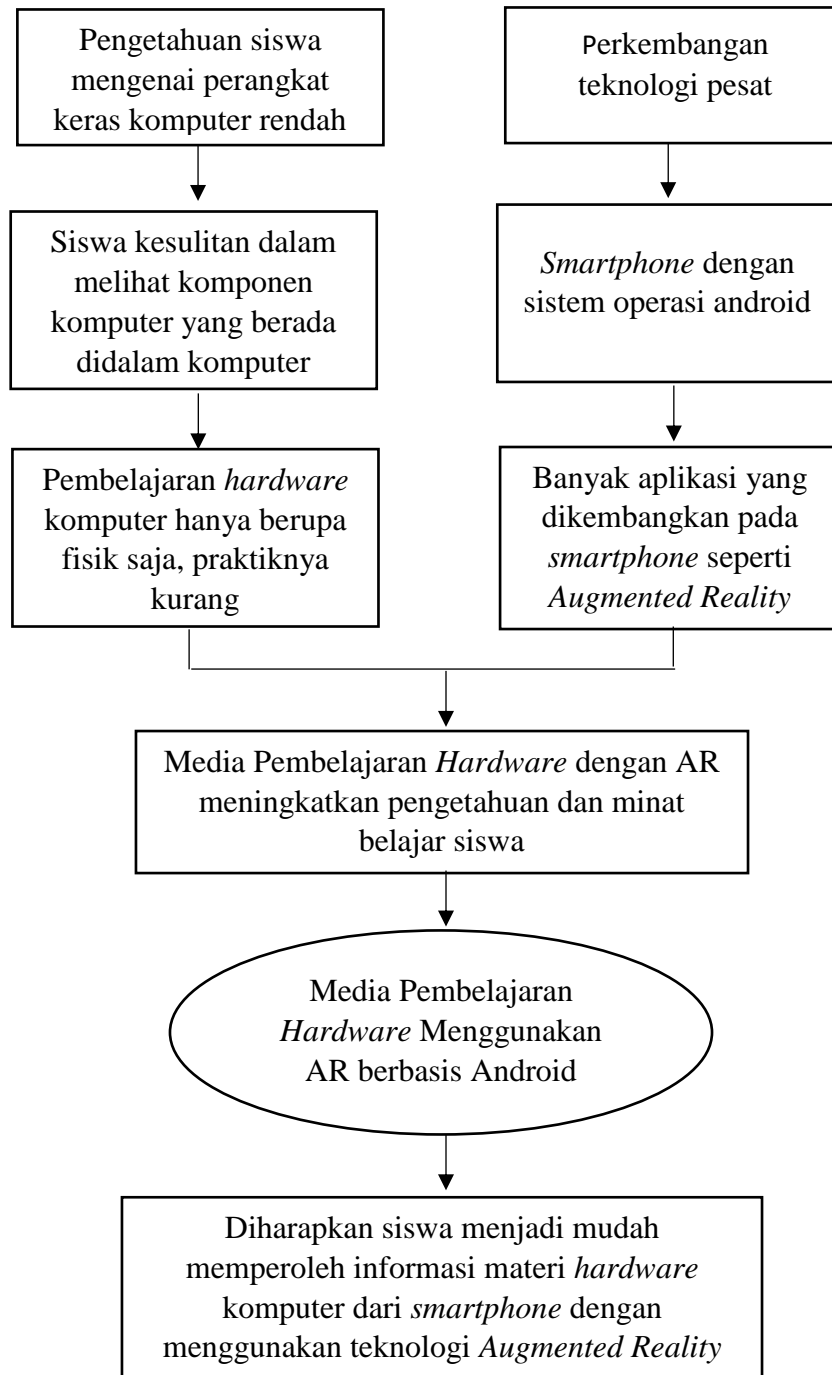 Pengetahuan siswa
mengenai perangkat
keras komputer rendah
Perkembangan
teknologi pesat
Siswa kesulitan dalam
melihat komponen
komputer yang berada
didalam komputer
Smartphone dengan
sistem operasi android
Pembelajaran hardware
komputer hanya berupa
fisik saja, praktiknya
kurang
Banyak aplikasi yang
dikembangkan pada
smartphone seperti
Augmented Reality
Media Pembelajaran Hardware dengan AR
meningkatkan pengetahuan dan minat
belajar siswa
Media Pembelajaran
Hardware Menggunakan
AR berbasis Android
Diharapkan siswa menjadi mudah
memperoleh informasi materi hardware
komputer dari smartphone dengan
menggunakan teknologi Augmented Reality